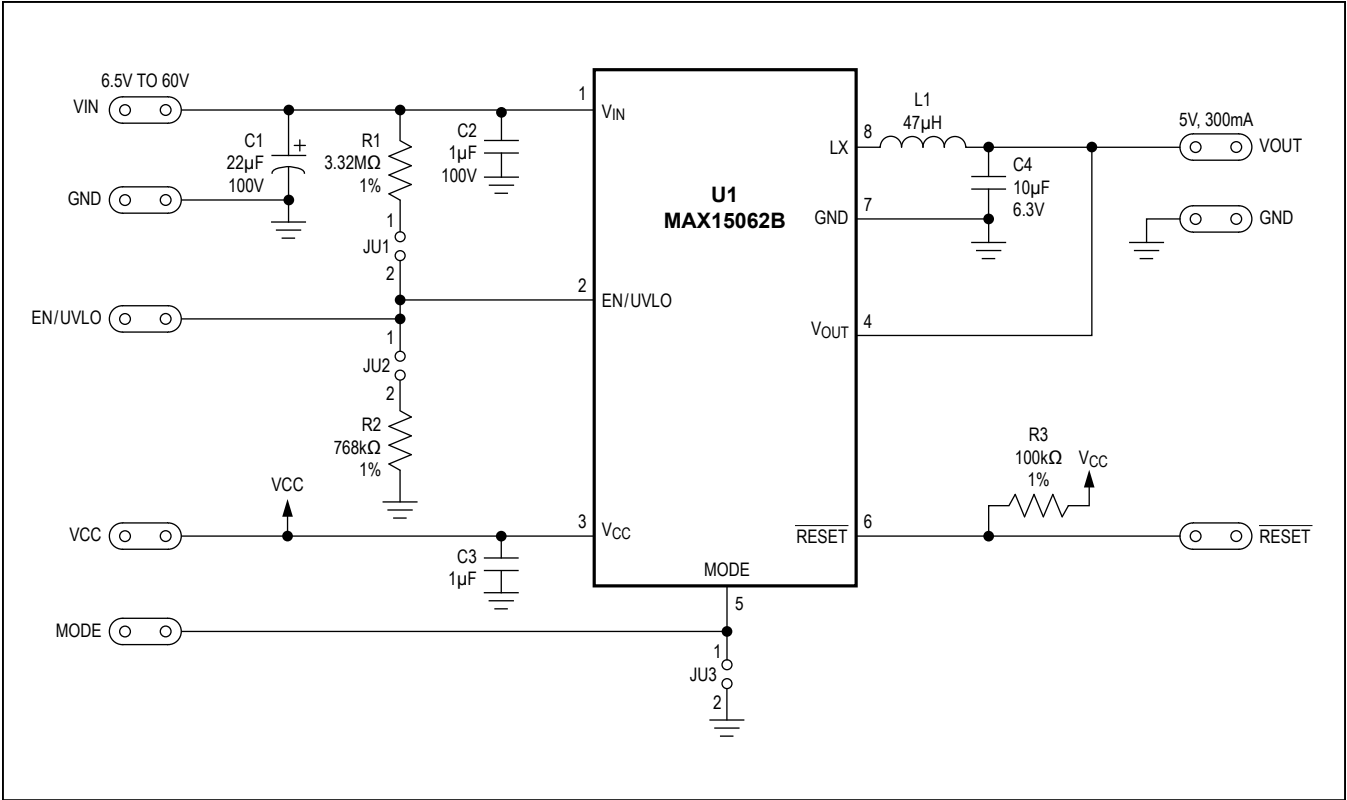 6.5V TO 60V
VIN
GND
C1
22µF
100V
+
R1
3.32MΩ
1%
C2
1µF
100V
1
JU1
2
EN/UVLO
1
JU2
2
R2
768kΩ
1%
VCC
VCC
C3
1µF
MODE
1
VIN
2
EN/UVLO
3
VCC
U1
MAX15062B
MODE
5
1
JU3
2
LX
8
GND
7
VOUT
4
RESET
6
L1
47µH
C4
10µF
6.3V
5V, 300mA
VOUT
GND
R3
100kΩ
1%
VCC
RESET